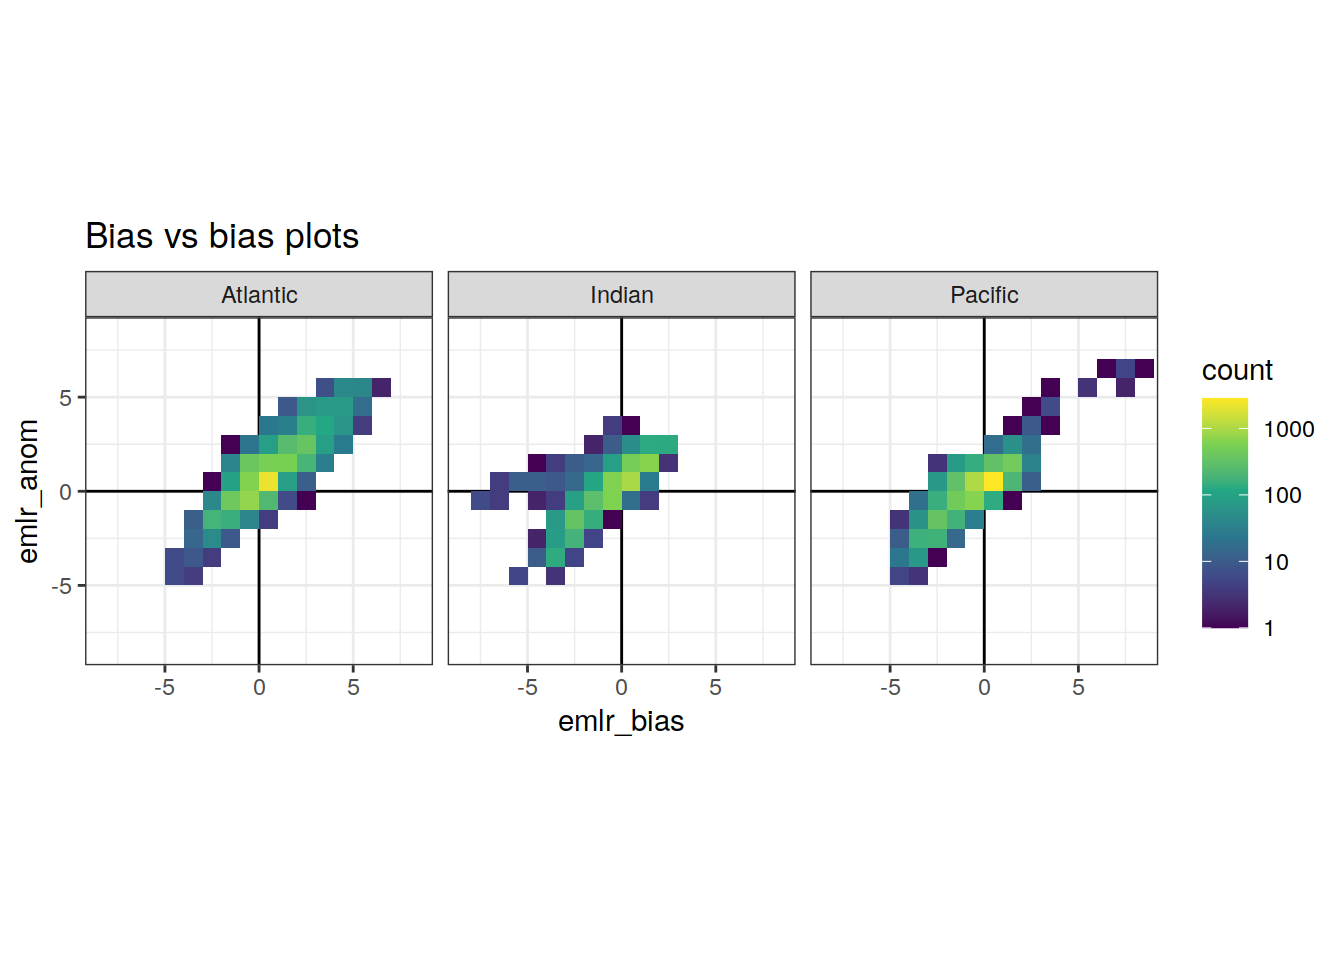 Bias vs bias plots
Atlantic
Indian
Pacific
emlr_anom
5
0
-5
-5 0 5
-5 0 5
-5 0 5
emlr_bias
count
1000
100
10
1